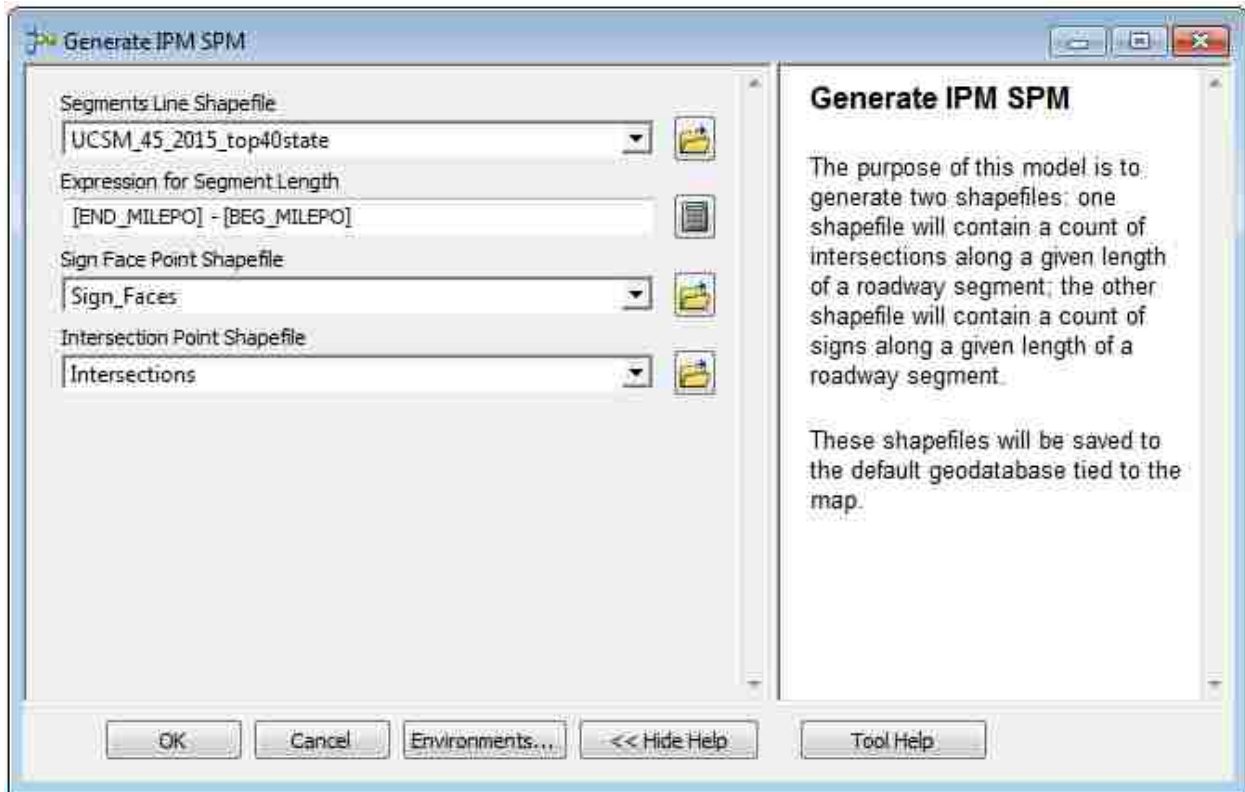 Generate IPM SPM
Segments Line Shapefile
UCSM_45_2015_top40state
Expression for Segment Length
[END_MILEPO] - [BEG_MILEPO]
Sign Face Point Shapefile
Sign_Faces
Intersection Point Shapefile
Intersections
OK
Cancel
Environments...
<< Hide Help
Generate IPM SPM
The purpose of this model is to
generate two shapefiles: one
shapefile will contain a count of
intersections along a given length
of a roadway segment; the other
shapefile will contain a count of
signs along a given length of a
roadway segment.
These shapefiles will be saved to
the default geodatabase tied to the
map.
Tool Help